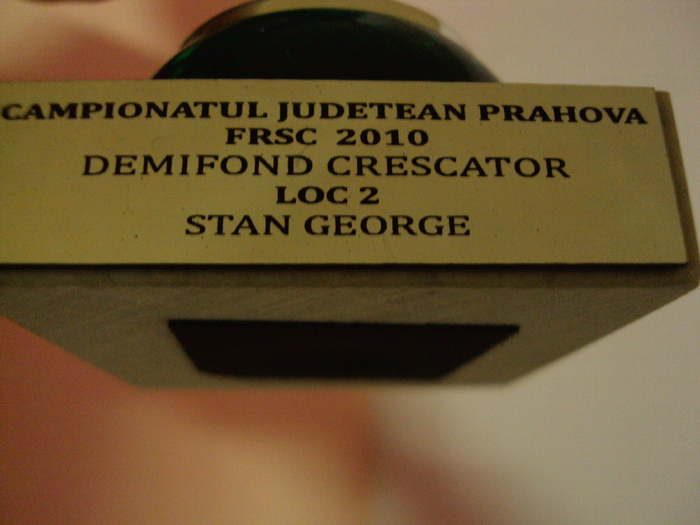 CAMPIONATUL JUDETEAN PRAHOVA
FRSC 2010
DEMIFOND CRESCATOR
LOC 2
STAN GEORGE